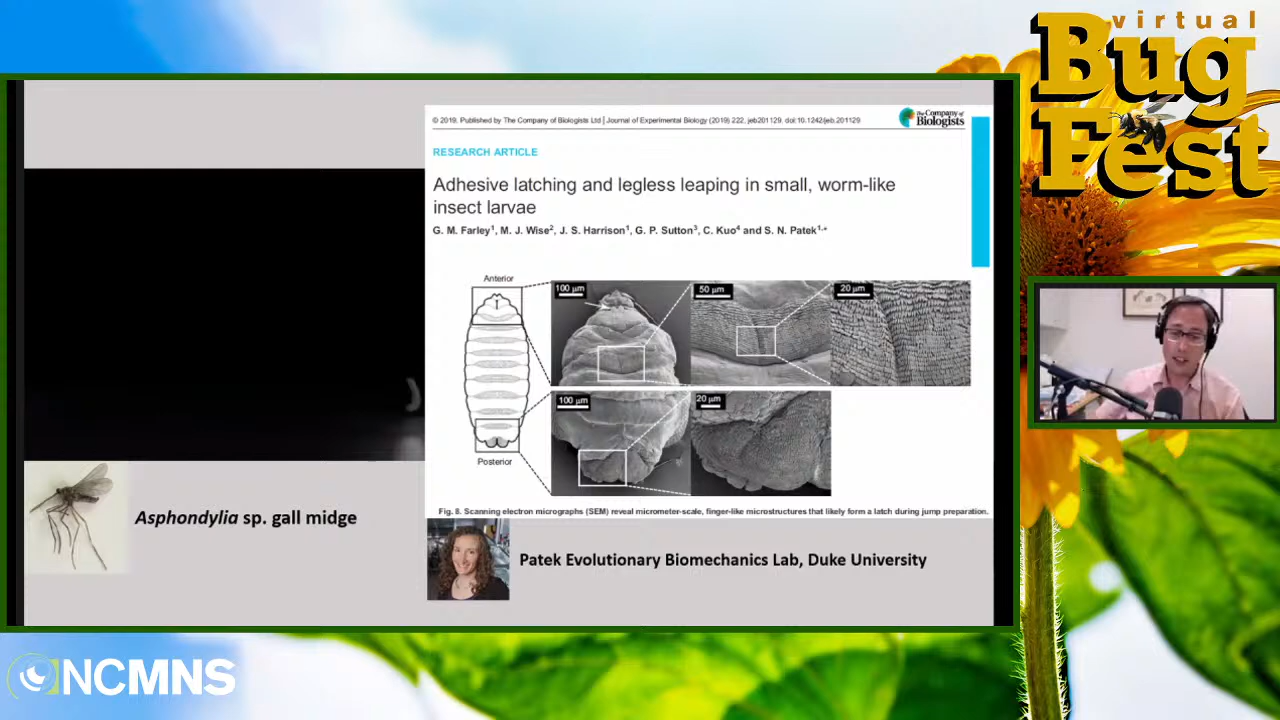 virtual
Bug
Fest
© 2019. Published by The Company of Biologists Ltd | Journal of Experimental Biology (2019) 222, jeb201129. doi:10.1242/jeb.201129
The Company of
Biologists
RESEARCH ARTICLE
Adhesive latching and legless leaping in small, worm-like
insect larvae
G. M. Farley1, M. J. Wise2, J. S. Harrison1, G. P. Sutton3, C. Kuo4 and S. N. Patek1,*
Anterior
100 µm
50 µm
20 µm
100 µm
20 µm
Posterior
Fig. 8. Scanning electron micrographs (SEM) reveal micrometer-scale, finger-like microstructures that likely form a latch during jump preparation.
Asphondylia sp. gall midge
Patek Evolutionary Biomechanics Lab, Duke University
NCMNS